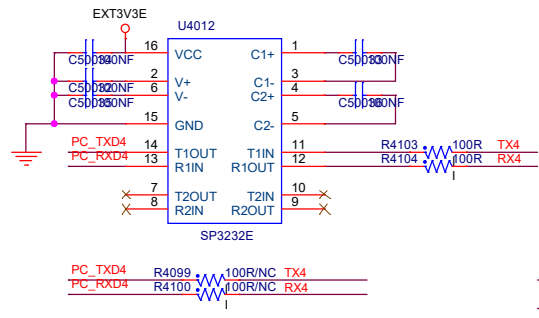 EXT3V3E
U4012
16 VCC C1+ 1
2 V+ C1- 3
6 V- C2+ 4
15 GND C2- 5
PC_TXD4 14 T1OUT T1IN 11 R4103 100R TX4
PC_RXD4 13 R1IN R1OUT 12 R4104 100R RX4
7 T2OUT T2IN 10
8 R2IN R2OUT 9
SP3232E
PC_TXD4 R4099 100R/NC TX4
PC_RXD4 R4100 100R/NC RX4